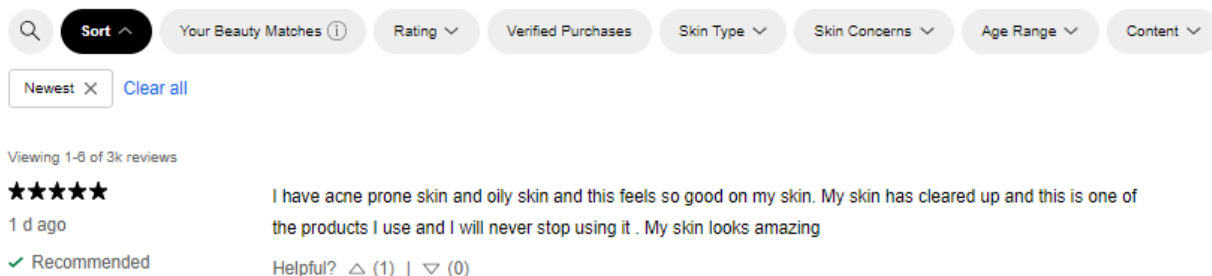 Sort Your Beauty Matches Rating Verified Purchases Skin Type Skin Concerns Age Range Content
Newest Clear all
Viewing 1-6 of 3k reviews
I have acne prone skin and oily skin and this feels so good on my skin. My skin has cleared up and this is one of
1 d ago
the products I use and I will never stop using it . My skin looks amazing
Recommended
Helpful? (1) | (0)